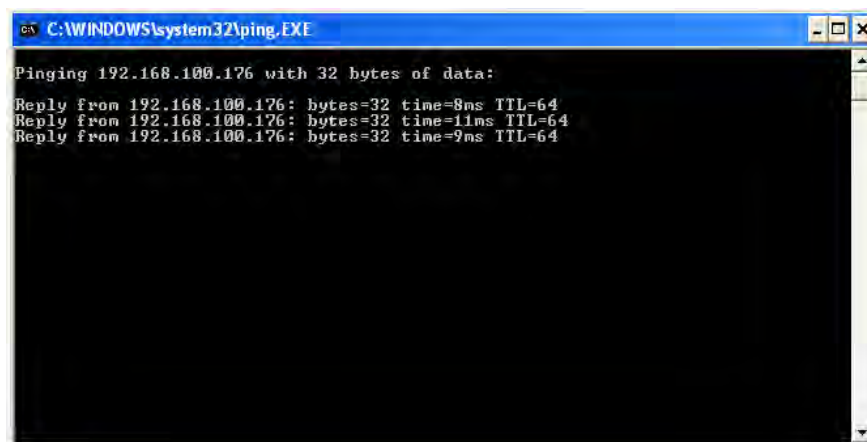 C:\WINDOWS\system32\ping.EXE
Pinging 192.168.100.176 with 32 bytes of data:
Reply from 192.168.100.176: bytes=32 time=8ms TTL=64
Reply from 192.168.100.176: bytes=32 time=11ms TTL=64
Reply from 192.168.100.176: bytes=32 time=9ms TTL=64